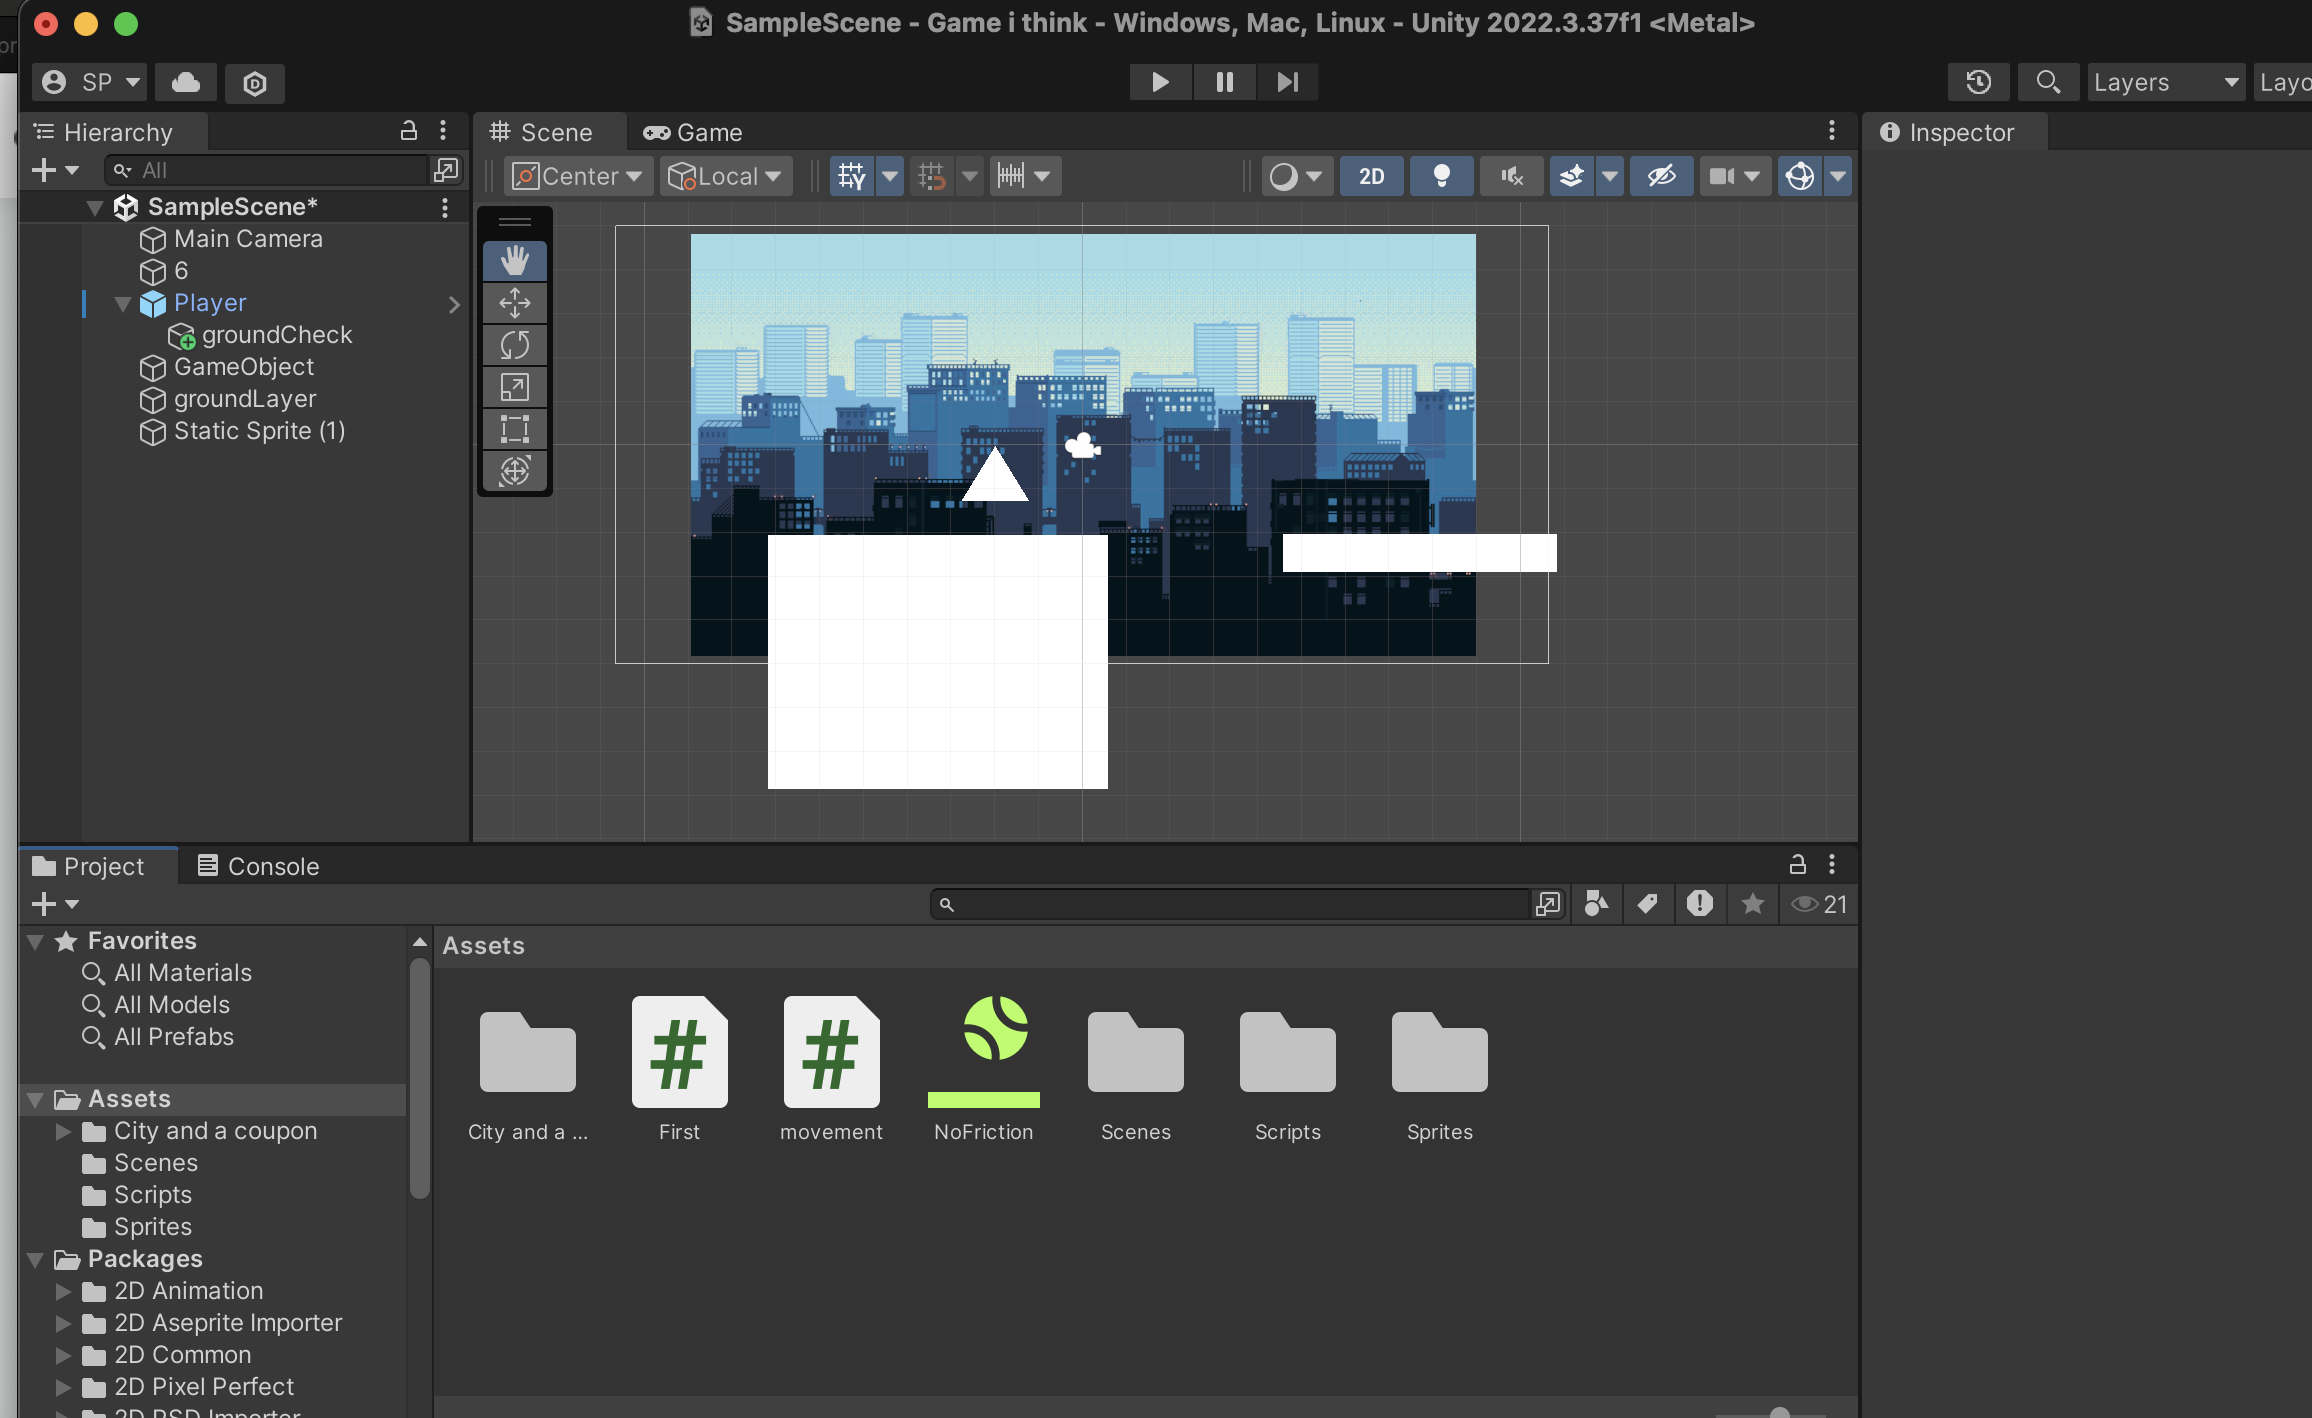 SampleScene - Game i think - Windows, Mac, Linux - Unity 2022.3.37f1 <Metal>
SP
Layers
Layo
Hierarchy
Scene
Game
Inspector
All
Center
Local
2D
SampleScene*
Main Camera
6
Player
groundCheck
GameObject
groundLayer
Static Sprite (1)
Project
Console
21
Favorites
All Materials
All Models
All Prefabs
Assets
City and a coupon
Scenes
Scripts
Sprites
Packages
2D Animation
2D Aseprite Importer
2D Common
2D Pixel Perfect
2D PSD Importer
Assets
City and a ...
First
movement
NoFriction
Scenes
Scripts
Sprites